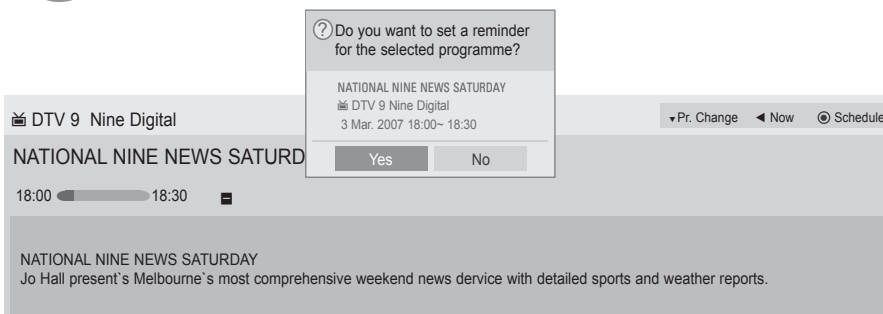 Do you want to set a reminder
for the selected programme?
NATIONAL NINE NEWS SATURDAY
DTV 9 Nine Digital
3 Mar. 2007 18:00~ 18:30
Yes No
DTV 9 Nine Digital
Pr. Change Now Schedule
NATIONAL NINE NEWS SATURD
18:00 18:30
NATIONAL NINE NEWS SATURDAY
Jo Hall present`s Melbourne`s most comprehensive weekend news dervice with detailed sports and weather reports.